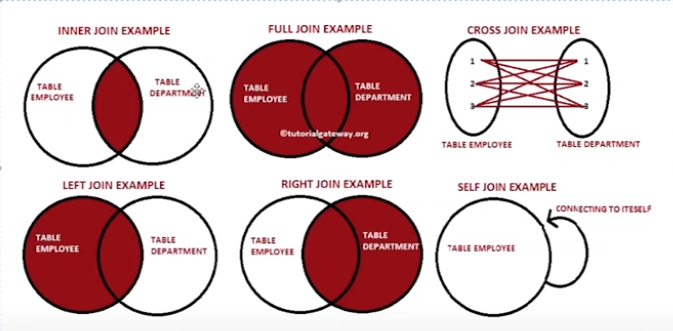 INNER JOIN EXAMPLE
TABLE
EMPLOYEE
TABLE
DEPARTMENT
FULL JOIN EXAMPLE
TABLE
EMPLOYEE
TABLE
DEPARTMENT
©tutorialgateway.org
CROSS JOIN EXAMPLE
1 1
2 2
3 3
TABLE EMPLOYEE TABLE DEPARTMENT
LEFT JOIN EXAMPLE
TABLE
EMPLOYEE
TABLE
DEPARTMENT
RIGHT JOIN EXAMPLE
TABLE
EMPLOYEE
TABLE
DEPARTMENT
SELF JOIN EXAMPLE
CONNECTING TO ITESELF
TABLE EMPLOYEE